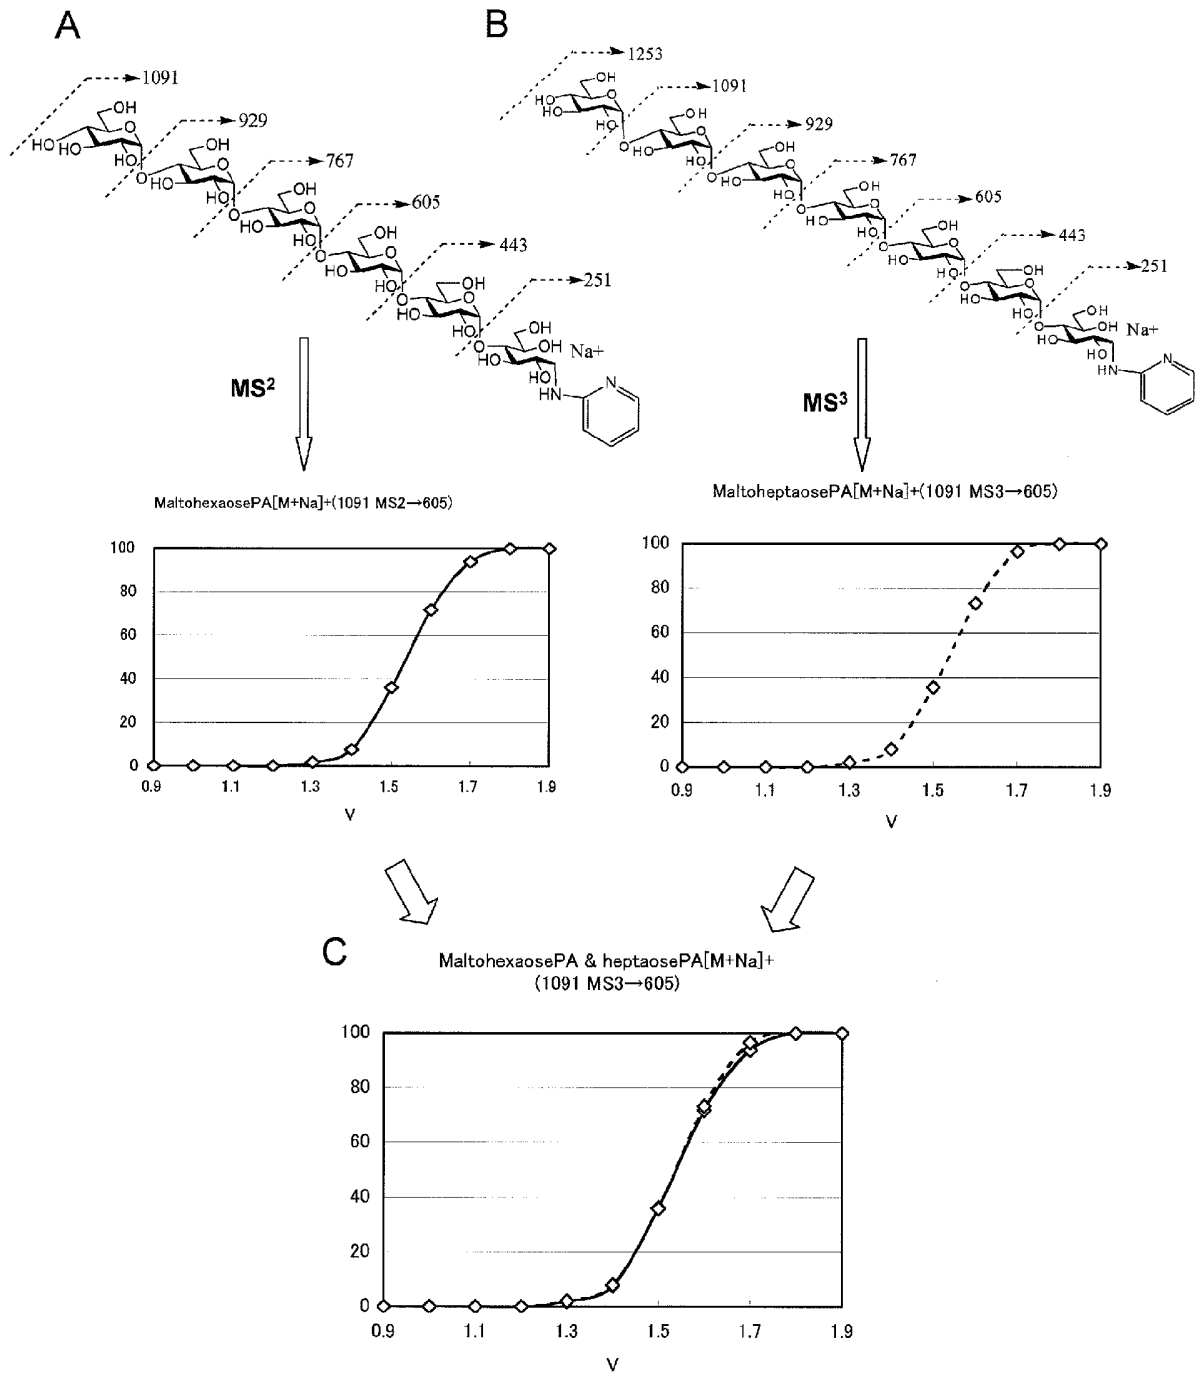 A
B
1091
929
767
605
443
251
OH
HO
O
HN
N
Na+
1253
1091
929
767
605
443
251
OH
HO
O
HN
N
Na+
MS2
MS3
MaltohexaosePA[M+Na]+(1091 MS2→605)
100
80
60
40
20
0
0.9 1.1 1.3 1.5 1.7 1.9
V
MaltoheptaosePA[M+Na]+(1091 MS3→605)
100
80
60
40
20
0
0.9 1.1 1.3 1.5 1.7 1.9
V
C
MaltohexaosePA & heptaosePA[M+Na]+
(1091 MS3→605)
100
80
60
40
20
0
0.9 1.1 1.3 1.5 1.7 1.9
V